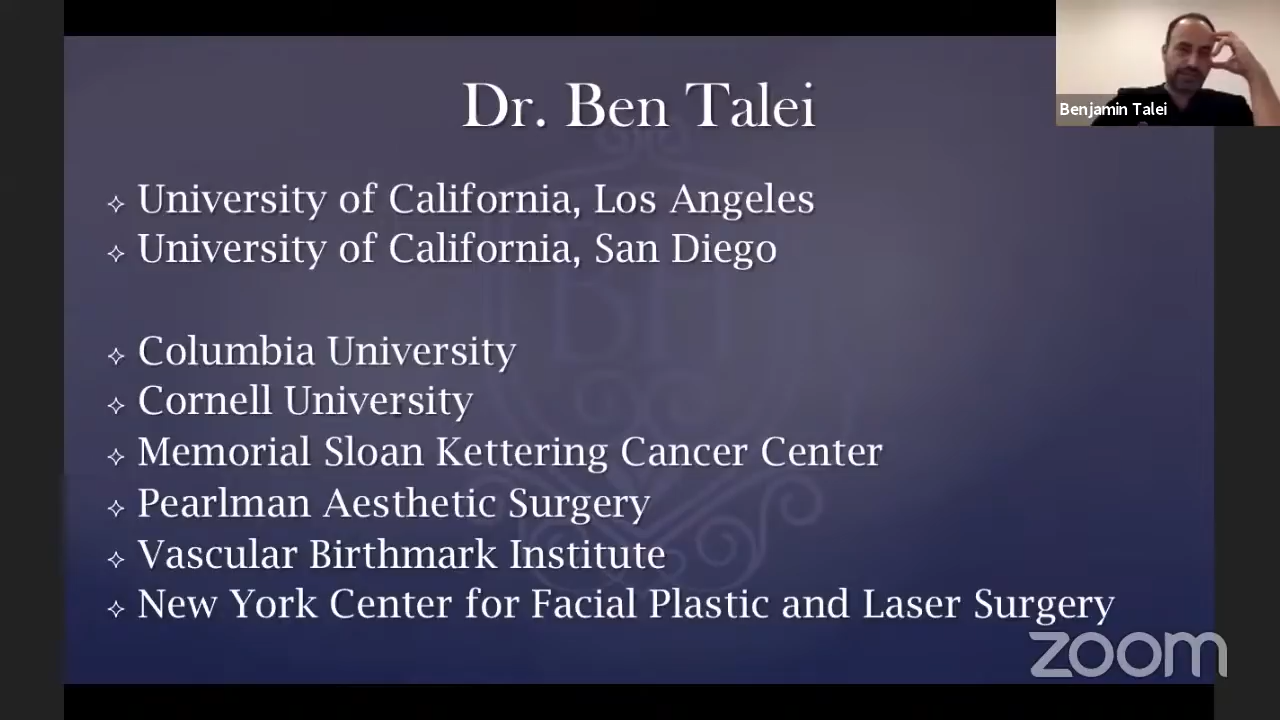 Dr. Ben Talei
Benjamin Talei
University of California, Los Angeles
University of California, San Diego
Columbia University
Cornell University
Memorial Sloan Kettering Cancer Center
Pearlman Aesthetic Surgery
Vascular Birthmark Institute
New York Center for Facial Plastic and Laser Surgery
zoom